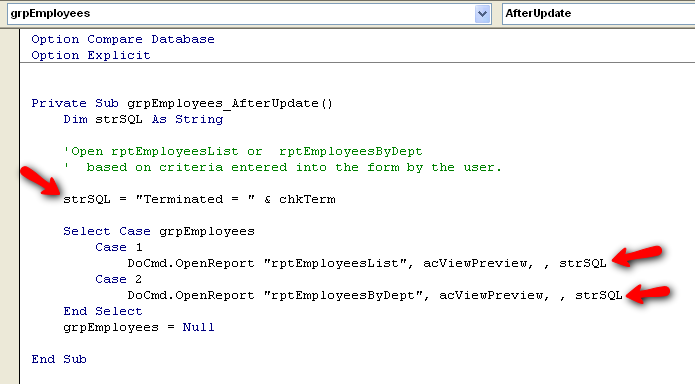 grpEmployees AfterUpdate
Option Compare Database
Option Explicit
Private Sub grpEmployees_AfterUpdate()
Dim strSQL As String
'Open rptEmployeesList or  rptEmployeesByDept
'  based on criteria entered into the form by the user.
strSQL = "Terminated = " & chkTerm
Select Case grpEmployees
Case 1
DoCmd.OpenReport "rptEmployeesList", acViewPreview, , strSQL
Case 2
DoCmd.OpenReport "rptEmployeesByDept", acViewPreview, , strSQL
End Select
grpEmployees = Null
End Sub